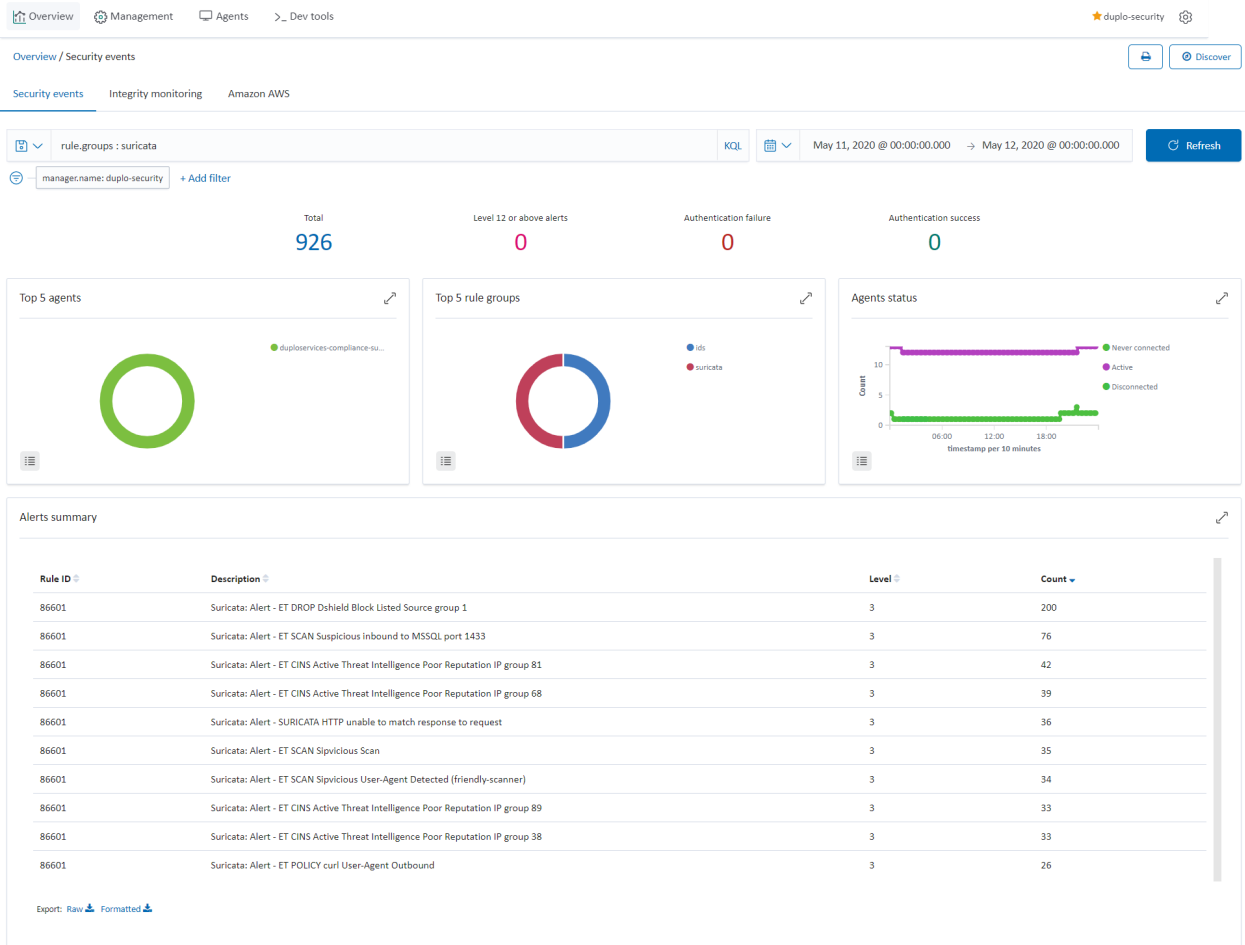 Overview Management Agents >_ Dev tools duplo-security
Overview / Security events Discover
Security events Integrity monitoring Amazon AWS
rule.groups : suricata KQL May 11, 2020 @ 00:00:00.000 → May 12, 2020 @ 00:00:00.000 Refresh
manager.name: duplo-security + Add filter
Total Level 12 or above alerts Authentication failure Authentication success
926 0 0 0
Top 5 agents
duploservices-compliance-su...
Top 5 rule groups
ids
suricata
Agents status
Never connected
Active
Disconnected
Count
10
5
0
06:00 12:00 18:00
timestamp per 10 minutes
Alerts summary
Rule ID Description Level Count
86601 Suricata: Alert - ET DROP Dshield Block Listed Source group 1 3 200
86601 Suricata: Alert - ET SCAN Suspicious inbound to MSSQL port 1433 3 76
86601 Suricata: Alert - ET CINS Active Threat Intelligence Poor Reputation IP group 81 3 42
86601 Suricata: Alert - ET CINS Active Threat Intelligence Poor Reputation IP group 68 3 39
86601 Suricata: Alert - SURICATA HTTP unable to match response to request 3 36
86601 Suricata: Alert - ET SCAN Sipvicious Scan 3 35
86601 Suricata: Alert - ET SCAN Sipvicious User-Agent Detected (friendly-scanner) 3 34
86601 Suricata: Alert - ET CINS Active Threat Intelligence Poor Reputation IP group 89 3 33
86601 Suricata: Alert - ET CINS Active Threat Intelligence Poor Reputation IP group 38 3 33
86601 Suricata: Alert - ET POLICY curl User-Agent Outbound 3 26
Export: Raw Formatted